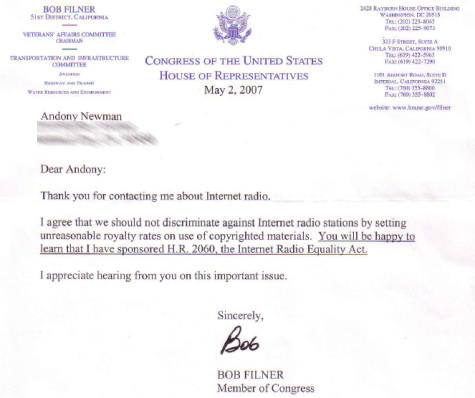 BOB FILNER
51ST DISTRICT, CALIFORNIA
VETERANS' AFFAIRS COMMITTEE
CHAIRMAN
TRANSPORTATION AND INFRASTRUCTURE
COMMITTEE
AVIATION
HIGHWAY AND TRANSIT
WATER RESOURCES AND ENVIRONMENT
CONGRESS OF THE UNITED STATES
HOUSE OF REPRESENTATIVES
May 2, 2007
2428 RAYBURN HOUSE OFFICE BUILDING
WASHINGTON, DC 20515
TEL: (202) 225-8045
FAX: (202) 225-9073
333 F STREET, SUITE A
CHULA VISTA, CALIFORNIA 91910
TEL: (619) 422-5963
FAX: (619) 422-7290
1101 AIRPORT ROAD, SUITE D
IMPERIAL, CALIFORNIA 92251
TEL: (760) 355-8800
FAX: (760) 355-8802
website: www.house.gov/filner
Andony Newman
Dear Andony:
Thank you for contacting me about Internet radio.
I agree that we should not discriminate against Internet radio stations by setting
unreasonable royalty rates on use of copyrighted materials. You will be happy to
learn that I have sponsored H.R. 2060, the Internet Radio Equality Act.
I appreciate hearing from you on this important issue.
Sincerely,
Bob
BOB FILNER
Member of Congress